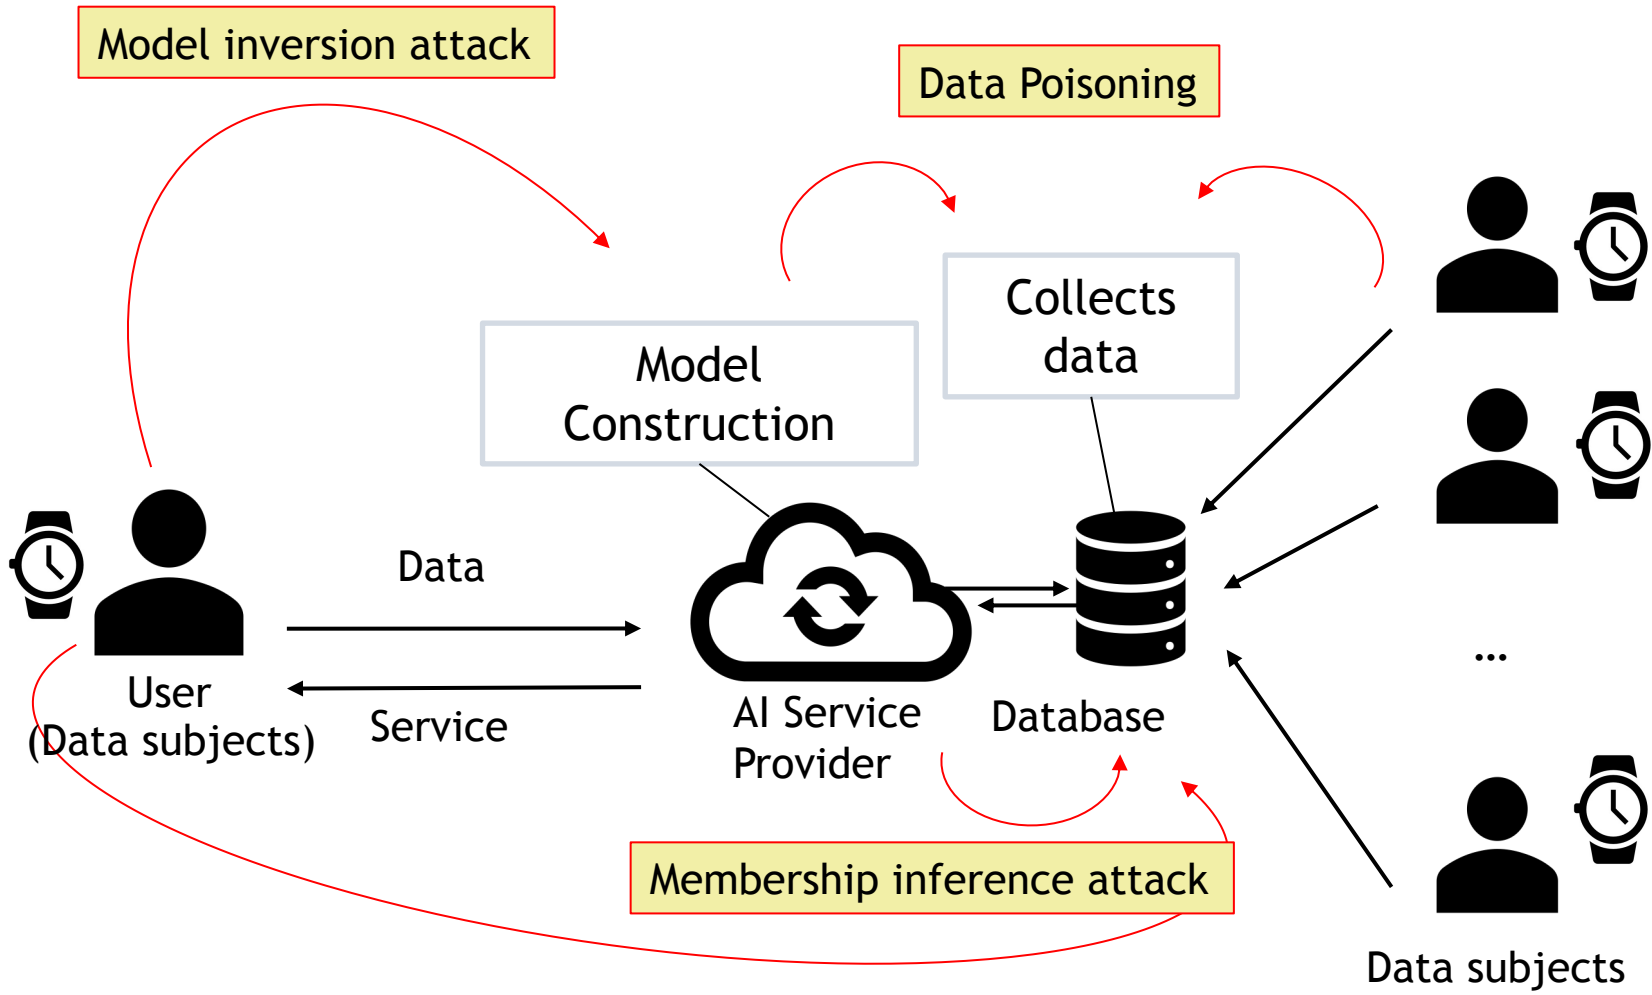 Model inversion attack
Data Poisoning
Collects
data
Model
Construction
Data
User
(Data subjects)
Service
AI Service
Provider
Database
...
Membership inference attack
Data subjects